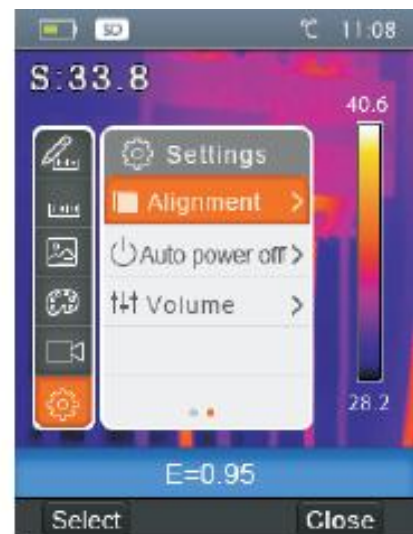 SD ℃ 11:08
S:33.8
40.6
Settings
Alignment >
Auto power off >
Volume >
28.2
E=0.95
Select Close